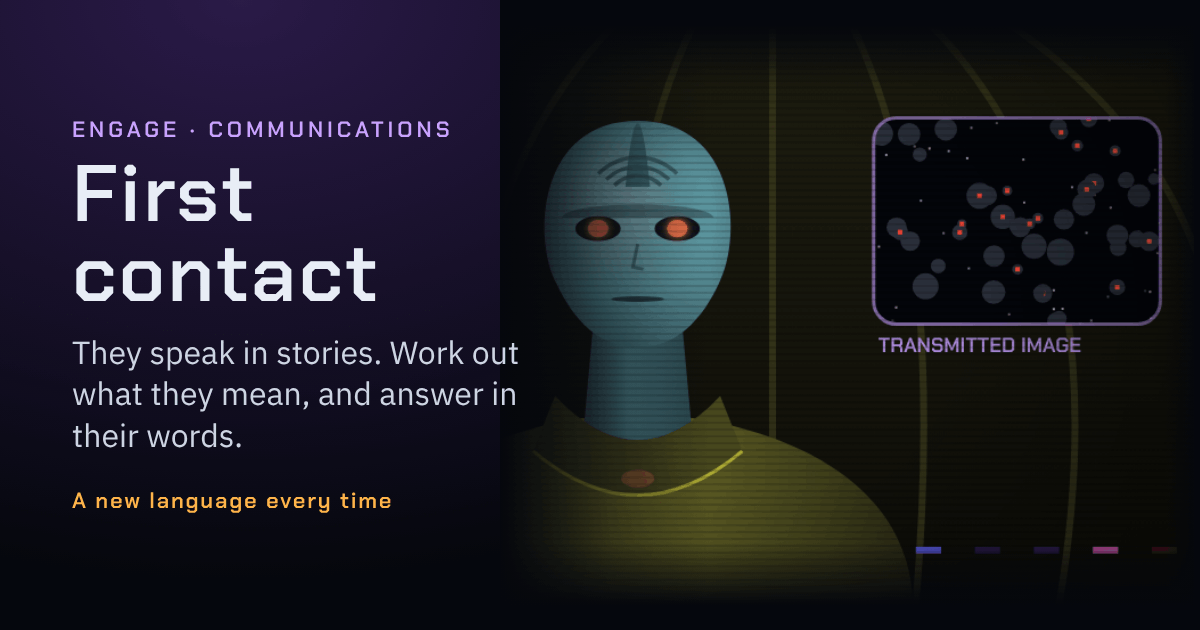 ENGAGE · COMMUNICATIONS
First
contact
They speak in stories. Work out
what they mean, and answer in
their words.
A new language every time
TRANSMITTED IMAGE